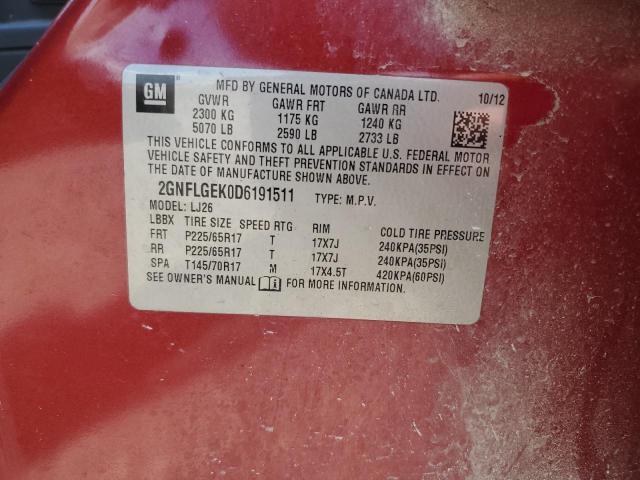 GM
MFD BY GENERAL MOTORS OF CANADA LTD. 10/12
GVWR GAWR FRT GAWR RR
2300 KG 1175 KG 1240 KG
5070 LB 2590 LB 2733 LB
THIS VEHICLE CONFORMS TO ALL APPLICABLE U.S. FEDERAL MOTOR
VEHICLE SAFETY AND THEFT PREVENTION STANDARDS IN EFFECT ON
THE DATE OF MANUFACTURE SHOWN ABOVE.
2GNFLGEK0D6191511 TYPE: M.P.V.
MODEL: LJ26
LBBX TIRE SIZE SPEED RTG RIM COLD TIRE PRESSURE
FRT P225/65R17 T 17X7J 240KPA(35PSI)
RR P225/65R17 T 17X7J 240KPA(35PSI)
SPA T145/70R17 M 17X4.5T 420KPA(60PSI)
SEE OWNER'S MANUAL FOR MORE INFORMATION.